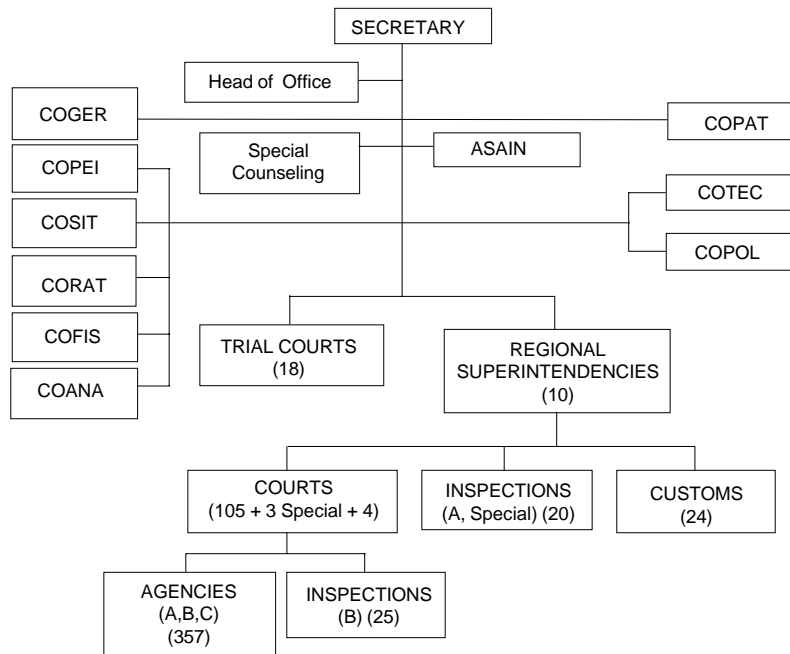 SECRETARY
Head of Office
COGER
COPAT
COPEI
Special
Counseling
ASAIN
COTEC
COSIT
COPOL
CORAT
COFIS
COANA
TRIAL COURTS
(18)
REGIONAL
SUPERINTENDENCIES
(10)
COURTS
(105 + 3 Special + 4)
INSPECTIONS
(A, Special) (20)
CUSTOMS
(24)
AGENCIES
(A,B,C)
(357)
INSPECTIONS
(B) (25)